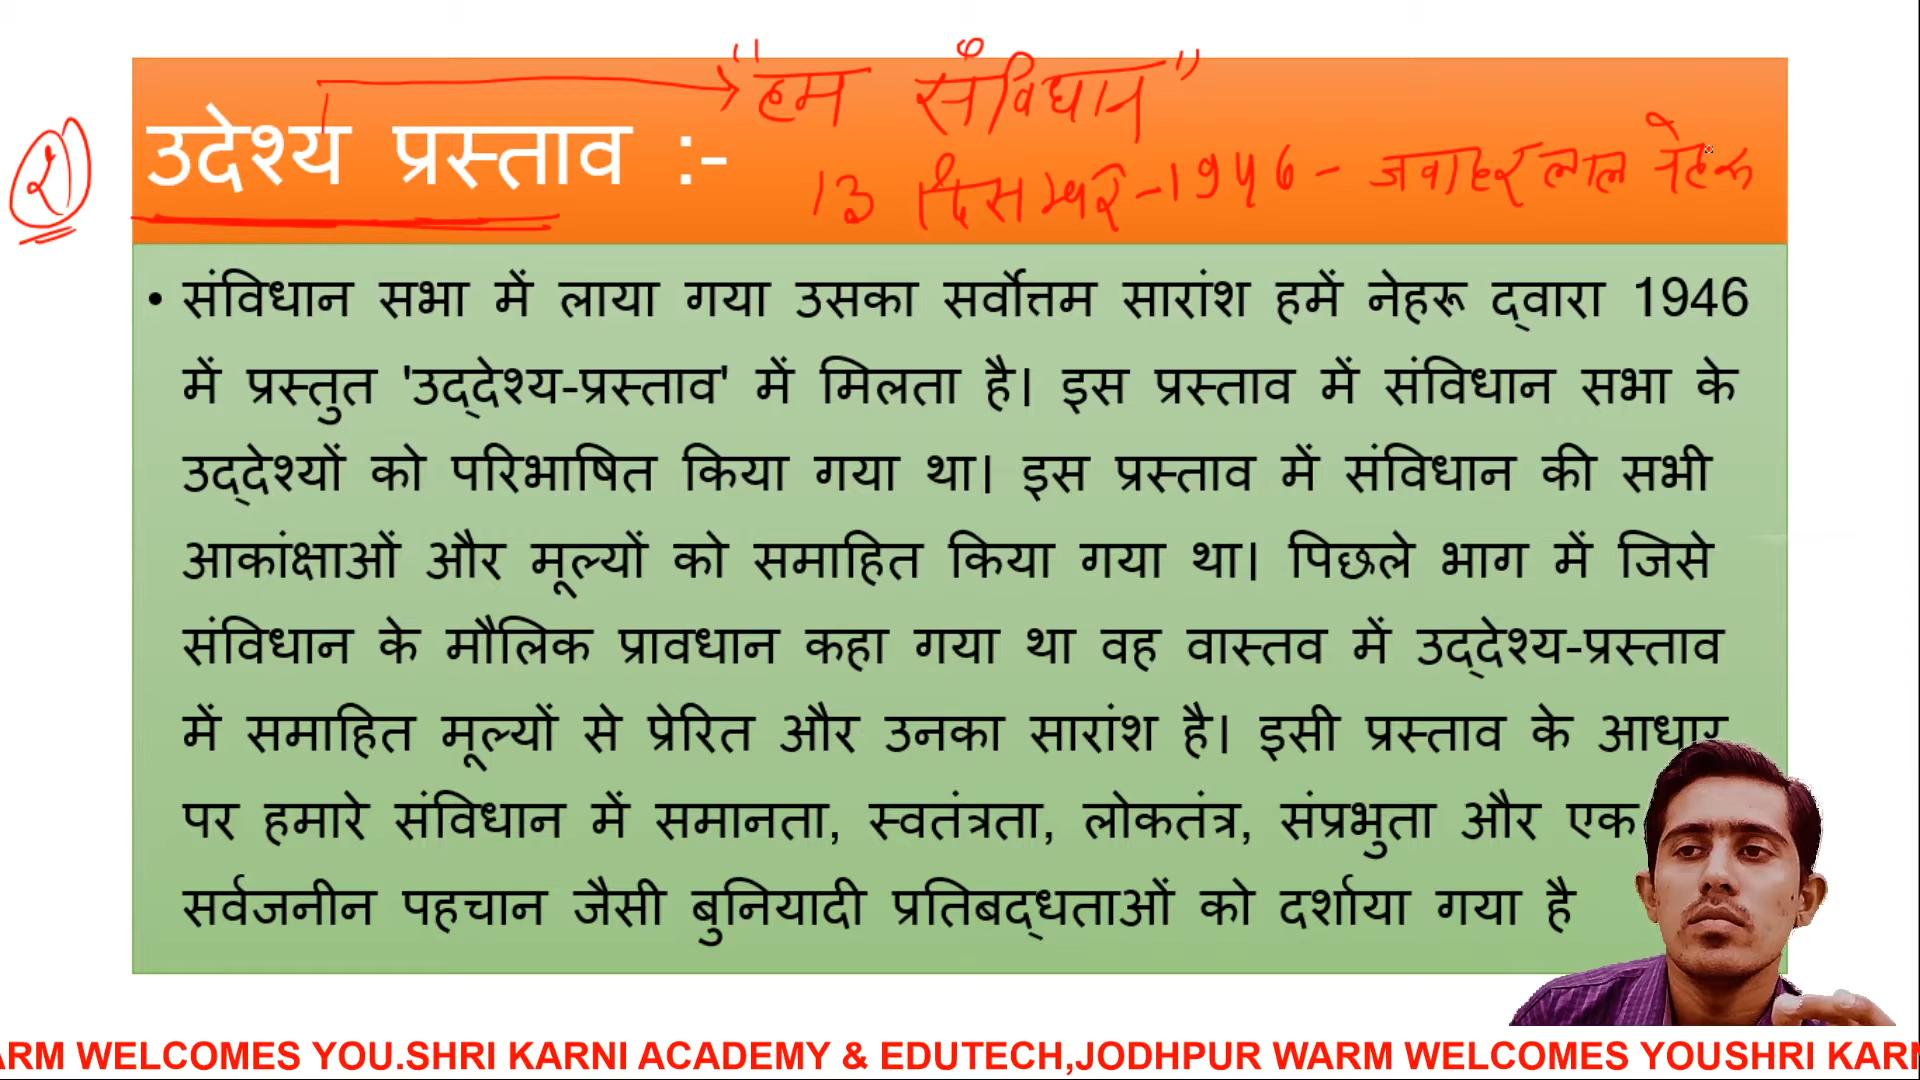 "हम संविधान"
२
उदेश्य प्रस्ताव :-
13 दिसम्बर - 1946 - जवाहर लाल नेहरू
• संविधान सभा में लाया गया उसका सर्वोत्तम सारांश हमें नेहरू द्वारा 1946
में प्रस्तुत 'उद्देश्य-प्रस्ताव' में मिलता है। इस प्रस्ताव में संविधान सभा के
उद्देश्यों को परिभाषित किया गया था। इस प्रस्ताव में संविधान की सभी
आकांक्षाओं और मूल्यों को समाहित किया गया था। पिछले भाग में जिसे
संविधान के मौलिक प्रावधान कहा गया था वह वास्तव में उद्देश्य-प्रस्ताव
में समाहित मूल्यों से प्रेरित और उनका सारांश है। इसी प्रस्ताव के आधार
पर हमारे संविधान में समानता, स्वतंत्रता, लोकतंत्र, संप्रभुता और एक
सर्वजनीन पहचान जैसी बुनियादी प्रतिबद्धताओं को दर्शाया गया है
ARM WELCOMES YOU.SHRI KARNI ACADEMY & EDUTECH,JODHPUR WARM WELCOMES YOUSHRI KARN